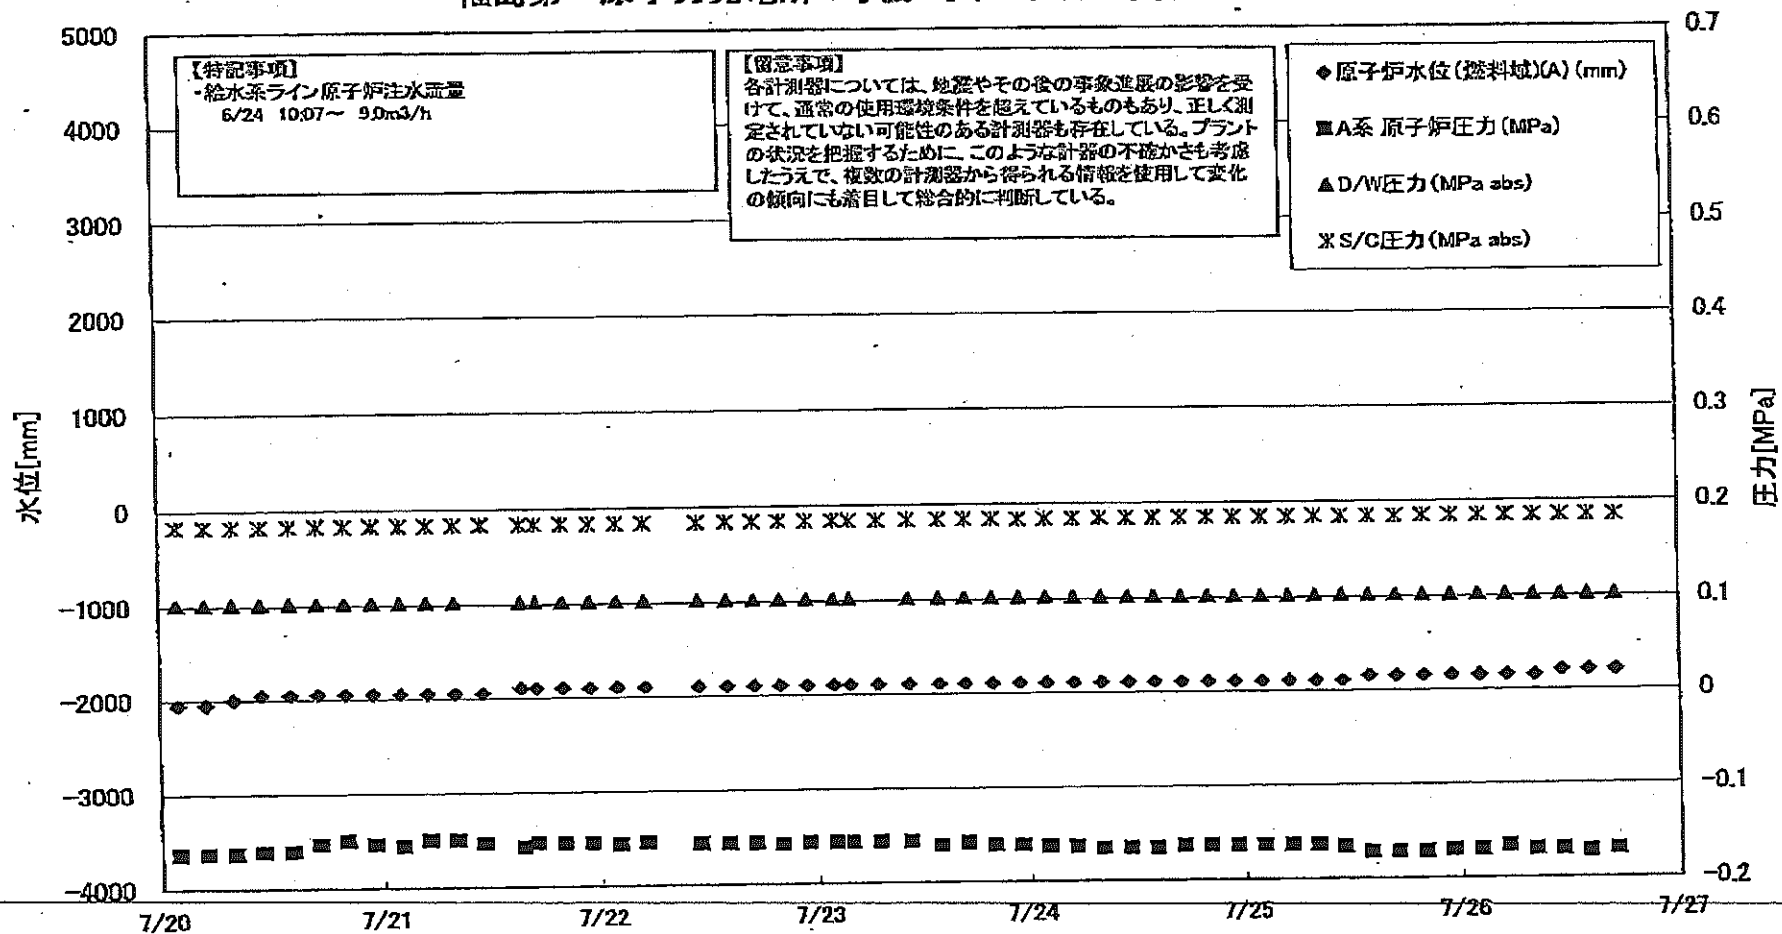 5000
4000
3000
2000
1000
0
-1000
-2000
-3000
-4000
水位[mm]
【特記事項】
・給水系ライン原子炉注水流量
6/24 10:07～ 9.0m3/h
【留意事項】
各計測器については、地震やその後の事象進展の影響を受
けて、通常の使用環境条件を超えているものもあり、正しく測
定されていない可能性のある計測器も存在している。プラント
の状況を把握するために、このような計器の不確かさも考慮
したうえで、複数の計測器から得られる情報を使用して変化
の傾向にも着目して総合的に判断している。
◆原子炉水位(燃料域)(A)(mm)
■A系 原子炉圧力(MPa)
▲D/W圧力(MPa abs)
S/C圧力(MPa abs)
0.7
0.6
0.5
0.4
0.3
0.2
0.1
0
-0.1
-0.2
圧力[MPa]
7/20
7/21
7/22
7/23
7/24
7/25
7/26
7/27